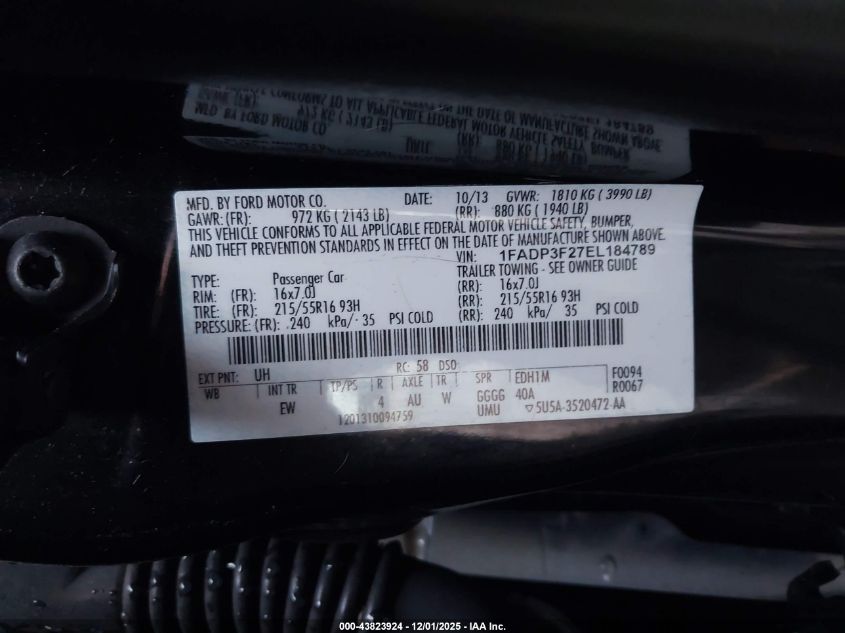 MFD. BY FORD MOTOR CO. DATE: 10/13 GVWR: 1810 KG ( 3990 LB)
GAWR: (FR): 972 KG ( 2143 LB) (RR): 880 KG ( 1940 LB)
THIS VEHICLE CONFORMS TO ALL APPLICABLE FEDERAL MOTOR VEHICLE SAFETY, BUMPER,
AND THEFT PREVENTION STANDARDS IN EFFECT ON THE DATE OF MANUFACTURE SHOWN ABOVE.
VIN: 1FADP3F27EL184789
TYPE: Passenger Car TRAILER TOWING - SEE OWNER GUIDE
RIM: (FR): 16x7.0J (RR): 16x7.0J
TIRE: (FR): 215/55R16 93H (RR): 215/55R16 93H
PRESSURE: (FR): 240 kPa/ 35 PSI COLD (RR): 240 kPa/ 35 PSI COLD
EXT PNT: UH RC: 58 DSO:
WB INT TR TP/PS R AXLE TR SPR EDH1M F0094
EW 4 AU W GGGG 40A R0067
1201310094759 UMU 5U5A-3520472-AA
000-43823924 • 12/01/2025 • IAA Inc.